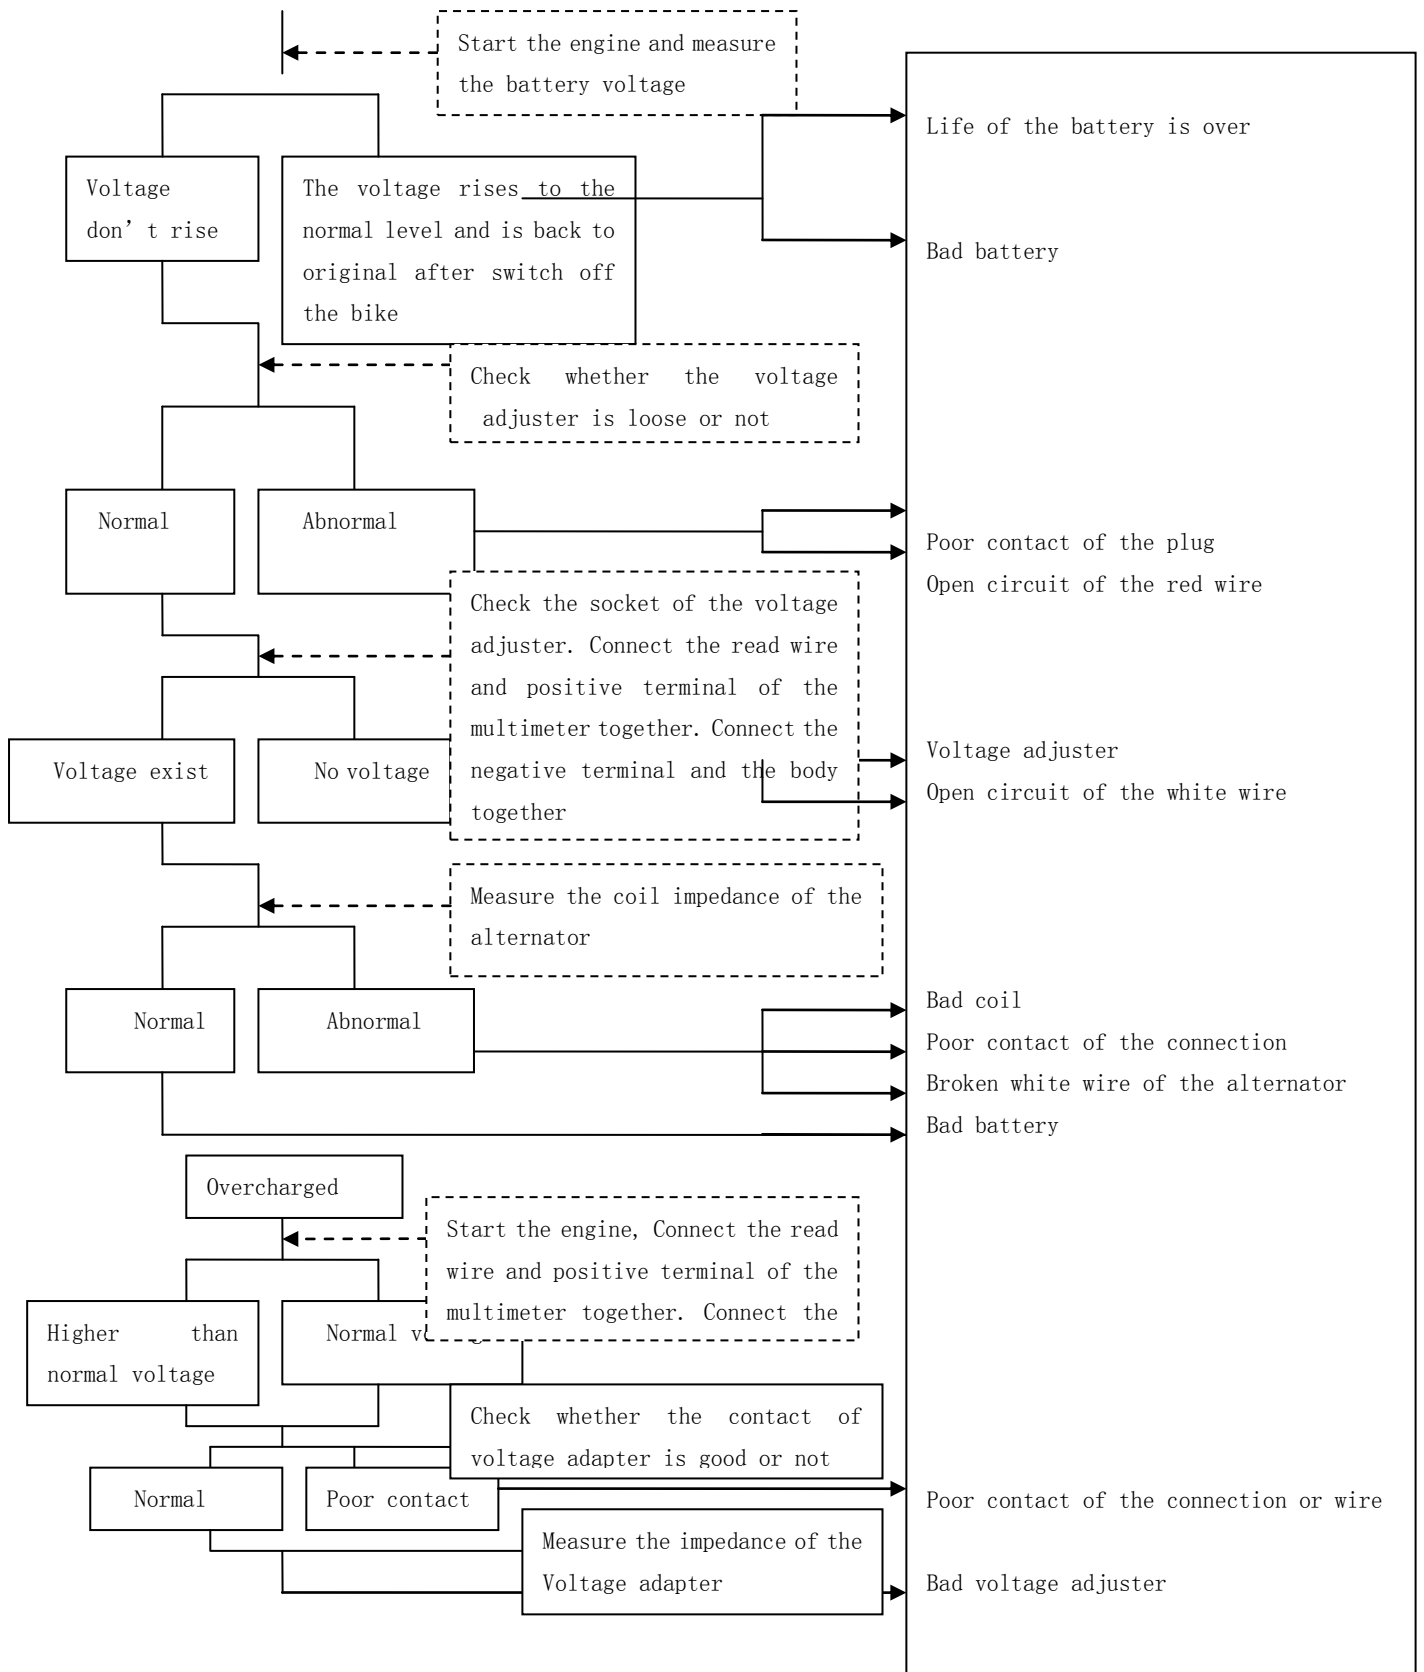 Start the engine and measure
the battery voltage
Life of the battery is over
Voltage
don't rise
The voltage rises to the
normal level and is back to
original after switch off
the bike
Bad battery
Check whether the voltage
adjuster is loose or not
Normal
Abnormal
Poor contact of the plug
Open circuit of the red wire
Check the socket of the voltage
adjuster. Connect the read wire
and positive terminal of the
multimeter together. Connect the
negative terminal and the body
together
Voltage exist
No voltage
Voltage adjuster
Open circuit of the white wire
Measure the coil impedance of the
alternator
Normal
Abnormal
Bad coil
Poor contact of the connection
Broken white wire of the alternator
Bad battery
Overcharged
Start the engine, Connect the read
wire and positive terminal of the
multimeter together. Connect the
Higher than
normal voltage
Normal
Check whether the contact of
voltage adapter is good or not
Normal
Poor contact
Poor contact of the connection or wire
Measure the impedance of the
Voltage adapter
Bad voltage adjuster